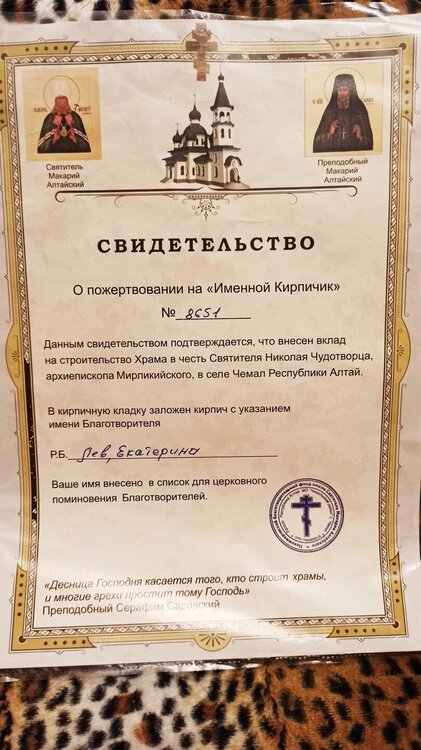 Святитель
Макарий
Алтайский
Преподобный
Макарий
Алтайский
СВИДЕТЕЛЬСТВО
О пожертвовании на «Именной Кирпичик»
№ 8651
Данным свидетельством подтверждается, что внесен вклад
на строительство Храма в честь Святителя Николая Чудотворца,
архиепископа Мирликийского, в селе Чемал Республики Алтай.
В кирпичную кладку заложен кирпич с указанием
имени Благотворителя
Р.Б. Лев, Екатерина
Ваше имя внесено в список для церковного
поминовения Благотворителей.
«Десница Господня касается того, кто строит храмы,
и многие грехи простит тому Господь»
Преподобный Серафим Саровский